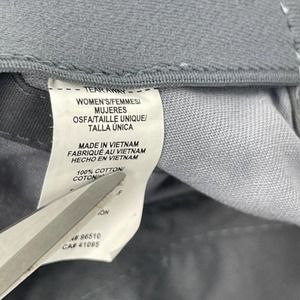 TEAR AWAY
WOMEN'S/FEMMES/
MUJERES
OSFA/TAILLE UNIQUE/
TALLA ÚNICA
MADE IN VIETNAM
FABRIQUÉ AU VIETNAM
HECHO EN VIETNAM
100% COTTON/
96510
CA# 41095